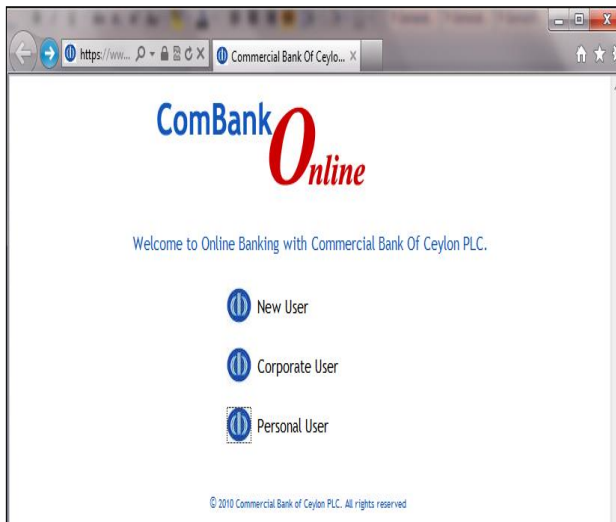 https://ww...
Commercial Bank Of Ceylo... X
ComBank
Online
Welcome to Online Banking with Commercial Bank Of Ceylon PLC.
New User
Corporate User
Personal User
© 2010 Commercial Bank of Ceylon PLC. All rights reserved